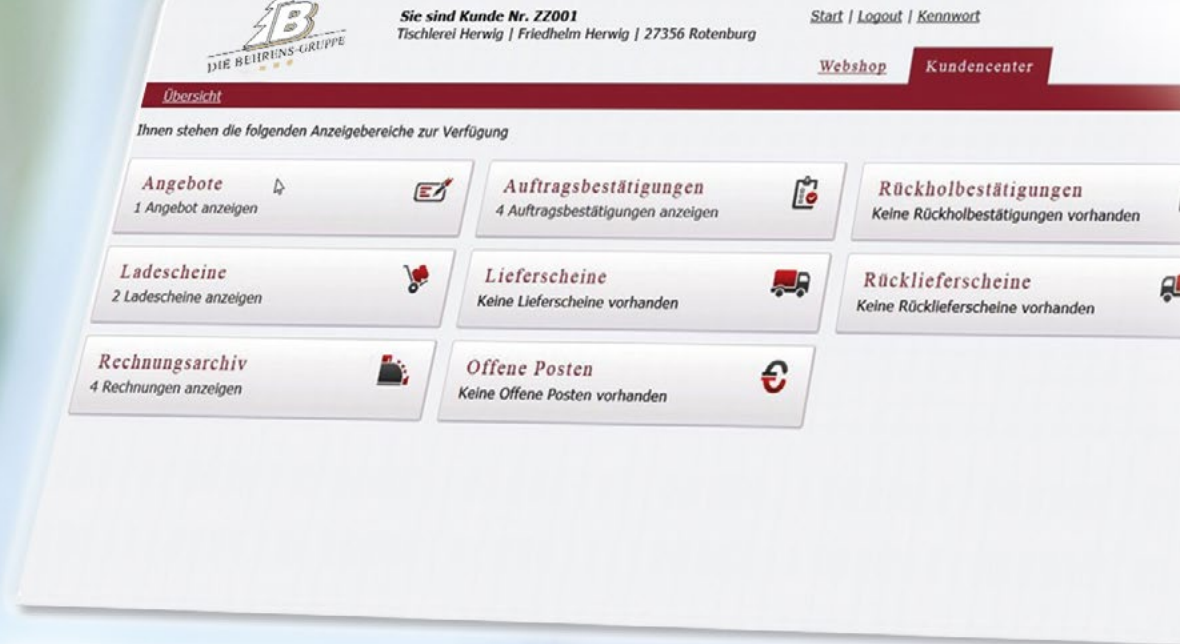 B
DIE BEHRENS-GRUPPE
Sie sind Kunde Nr. ZZ001
Tischlerei Herwig | Friedhelm Herwig | 27356 Rotenburg
Start | Logout | Kennwort
Webshop
Kundencenter
Übersicht
Ihnen stehen die folgenden Anzeigebereiche zur Verfügung
Angebote
1 Angebot anzeigen
Auftragsbestätigungen
4 Auftragsbestätigungen anzeigen
Rückholbestätigungen
Keine Rückholbestätigungen vorhanden
Ladescheine
2 Ladescheine anzeigen
Lieferscheine
Keine Lieferscheine vorhanden
Rücklieferscheine
Keine Rücklieferscheine vorhanden
Rechnungsarchiv
4 Rechnungen anzeigen
Offene Posten
Keine Offene Posten vorhanden